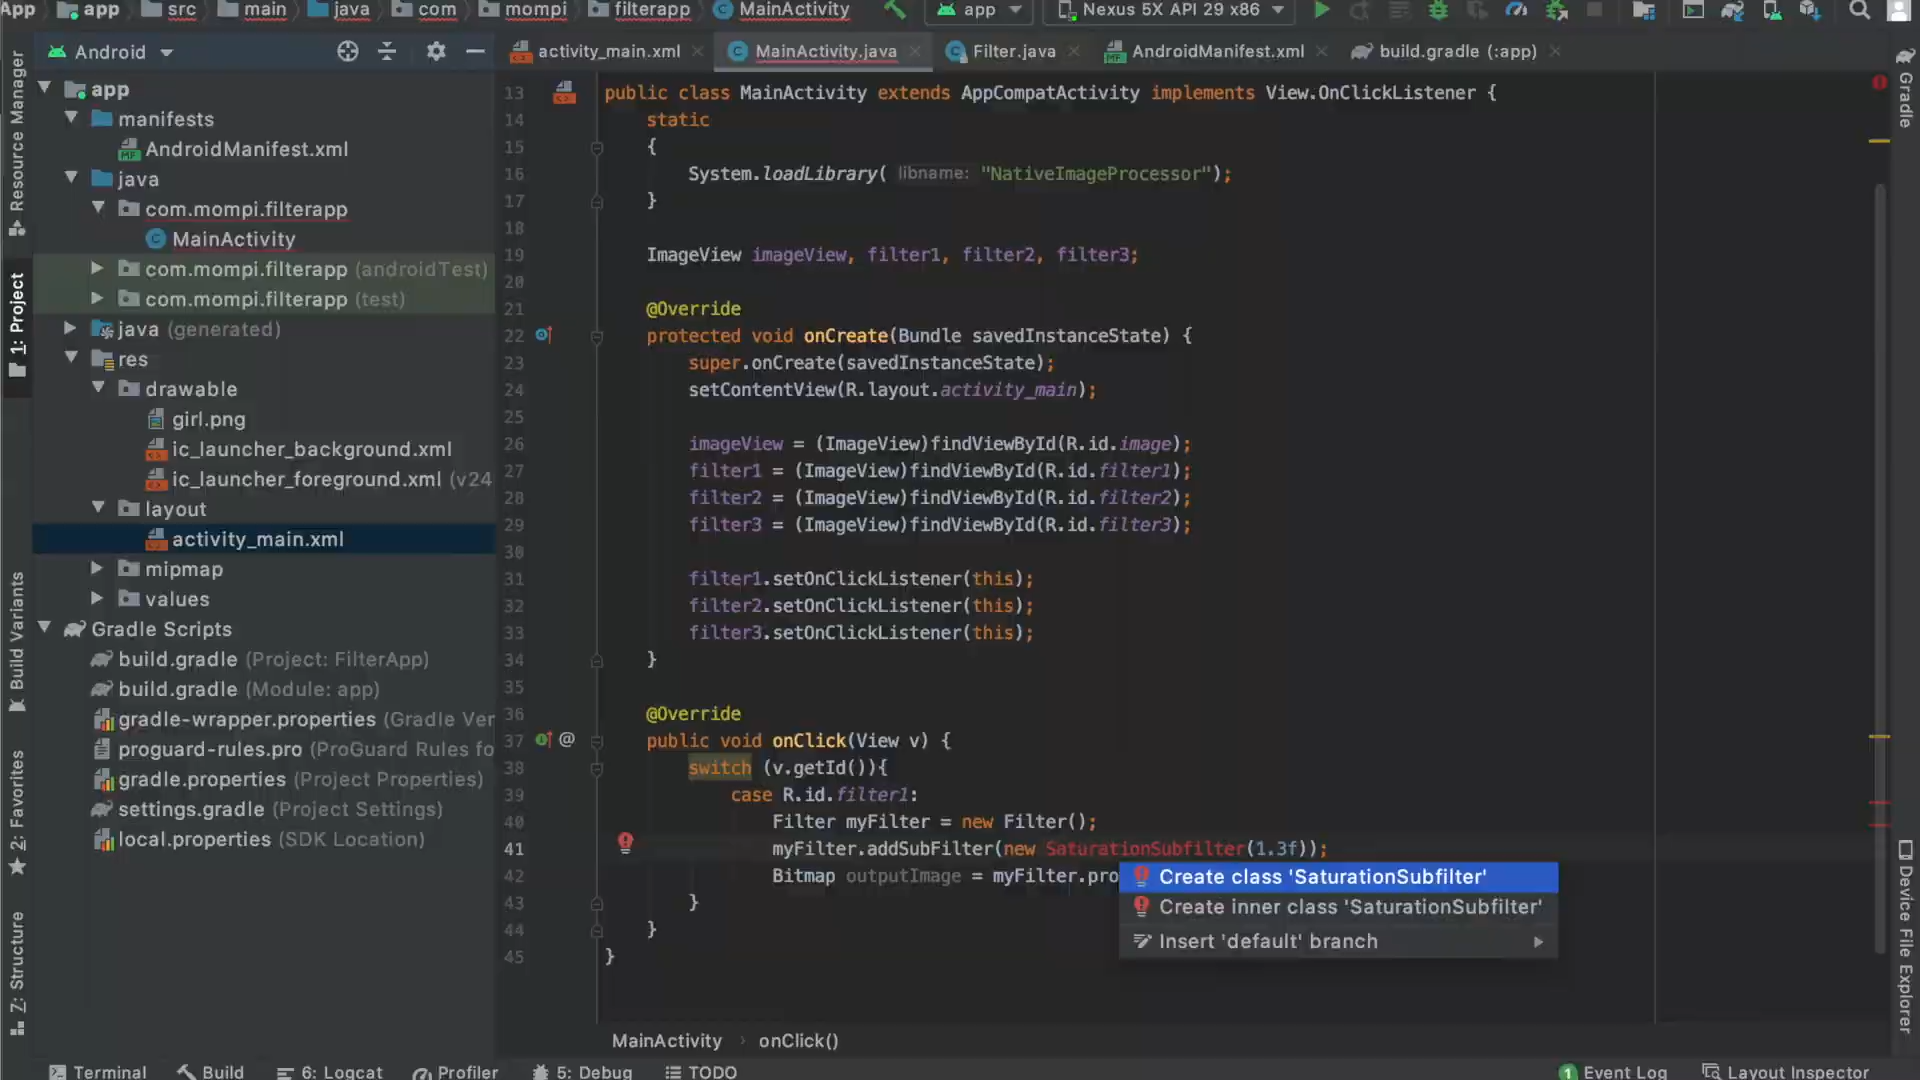 App app src main java com mompi filterapp MainActivity app Nexus 5X API 29 x86
Android
activity_main.xml MainActivity.java Filter.java AndroidManifest.xml build.gradle (:app)
Resource Manager
1: Project
Build Variants
2: Favorites
Z: Structure
app
manifests
AndroidManifest.xml
java
com.mompi.filterapp
MainActivity
com.mompi.filterapp (androidTest)
com.mompi.filterapp (test)
java (generated)
res
drawable
girl.png
ic_launcher_background.xml
ic_launcher_foreground.xml (v24
layout
activity_main.xml
mipmap
values
Gradle Scripts
build.gradle (Project: FilterApp)
build.gradle (Module: app)
gradle-wrapper.properties (Gradle Ver
proguard-rules.pro (ProGuard Rules fo
gradle.properties (Project Properties)
settings.gradle (Project Settings)
local.properties (SDK Location)
13 public class MainActivity extends AppCompatActivity implements View.OnClickListener {
14 static
15 {
16 System.loadLibrary( libname: "NativeImageProcessor");
17 }
18
19 ImageView imageView, filter1, filter2, filter3;
20
21 @Override
22 protected void onCreate(Bundle savedInstanceState) {
23 super.onCreate(savedInstanceState);
24 setContentView(R.layout.activity_main);
25
26 imageView = (ImageView)findViewById(R.id.image);
27 filter1 = (ImageView)findViewById(R.id.filter1);
28 filter2 = (ImageView)findViewById(R.id.filter2);
29 filter3 = (ImageView)findViewById(R.id.filter3);
30
31 filter1.setOnClickListener(this);
32 filter2.setOnClickListener(this);
33 filter3.setOnClickListener(this);
34 }
35
36 @Override
37 @ public void onClick(View v) {
38 switch (v.getId()){
39 case R.id.filter1:
40 Filter myFilter = new Filter();
41 myFilter.addSubFilter(new SaturationSubfilter(1.3f));
42 Bitmap outputImage = myFilter.pro
43 }
44 }
45 }
Create class 'SaturationSubfilter'
Create inner class 'SaturationSubfilter'
Insert 'default' branch
Gradle
Device File Explorer
MainActivity onClick()
Terminal Build 6: Logcat Profiler 5: Debug TODO 1 Event Log Layout Inspector